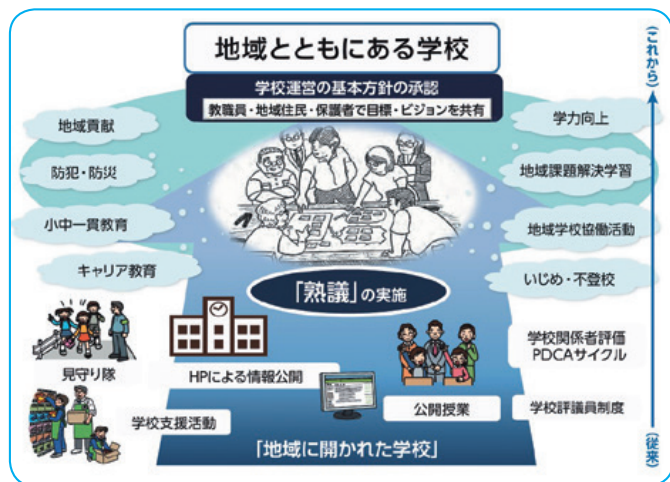 地域とともにある学校
学校運営の基本方針の承認
教職員・地域住民・保護者で目標・ビジョンを共有
(これから)
地域貢献
防犯・防災
小中一貫教育
キャリア教育
学力向上
地域課題解決学習
地域学校協働活動
いじめ・不登校
「熟議」の実施
見守り隊
HPによる情報公開
学校支援活動
公開授業
学校関係者評価
PDCAサイクル
学校評議員制度
「地域に開かれた学校」
(従来)